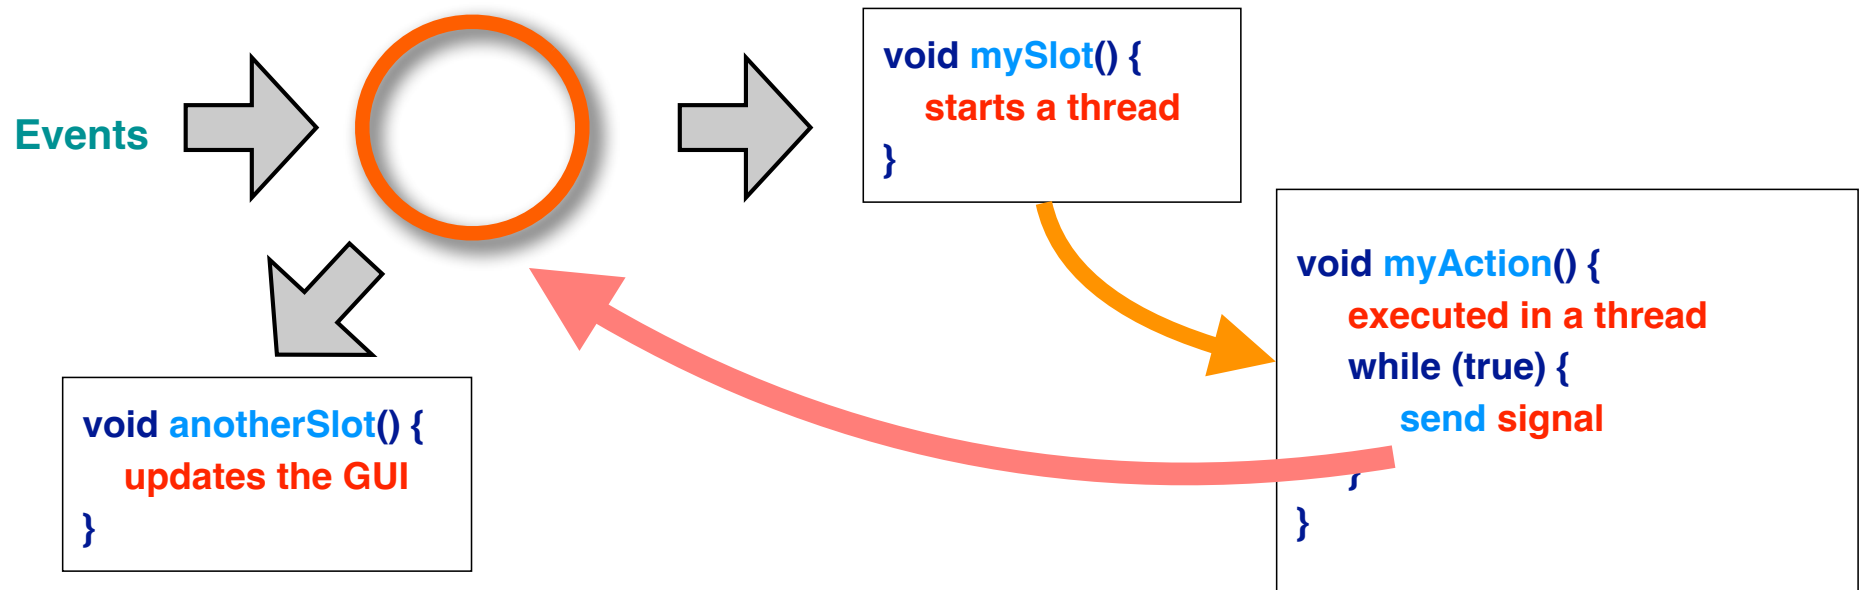 Events
void mySlot() {
starts a thread
}
void myAction() {
executed in a thread
while (true) {
send signal
}
}
void anotherSlot() {
updates the GUI
}